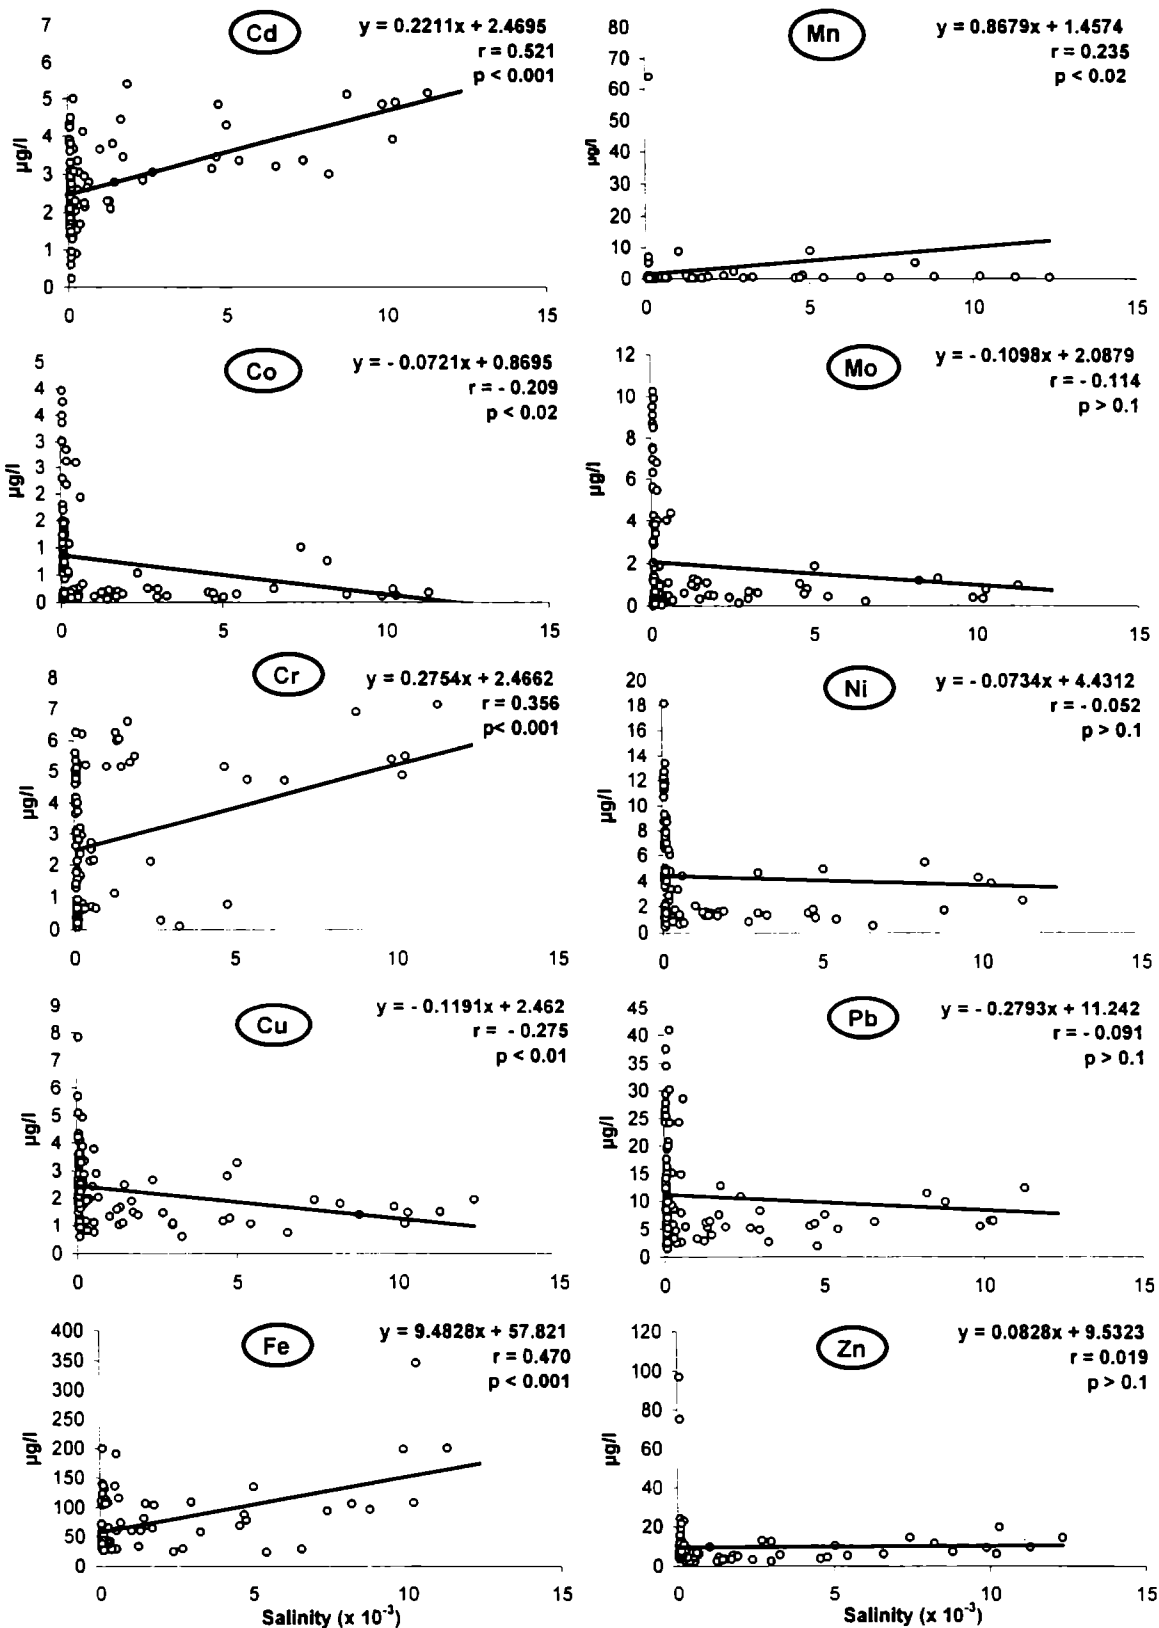 Cd
y = 0.2211x + 2.4695
r = 0.521
p < 0.001
7
6
5
4
3
2
1
0
µg/l
0 5 10 15
Mn
y = 0.8679x + 1.4574
r = 0.235
p < 0.02
80
70
60
50
40
30
20
10
0
µg/l
0 5 10 15
Co
y = - 0.0721x + 0.8695
r = - 0.209
p < 0.02
5
4
4
3
3
2
2
1
1
0
µg/l
0 5 10 15
Mo
y = - 0.1098x + 2.0879
r = - 0.114
p > 0.1
12
10
8
6
4
2
0
µg/l
0 5 10 15
Cr
y = 0.2754x + 2.4662
r = 0.356
p< 0.001
8
7
6
5
4
3
2
1
0
µg/l
0 5 10 15
Ni
y = - 0.0734x + 4.4312
r = - 0.052
p > 0.1
20
18
16
14
12
10
8
6
4
2
0
µg/l
0 5 10 15
Cu
y = - 0.1191x + 2.462
r = - 0.275
p < 0.01
9
8
7
6
5
4
3
2
1
0
µg/l
0 5 10 15
Pb
y = - 0.2793x + 11.242
r = - 0.091
p > 0.1
45
40
35
30
25
20
15
10
5
0
µg/l
0 5 10 15
Fe
y = 9.4828x + 57.821
r = 0.470
p < 0.001
400
350
300
250
200
150
100
50
0
µg/l
0 5 10 15
Salinity (x 10⁻³)
Zn
y = 0.0828x + 9.5323
r = 0.019
p > 0.1
120
100
80
60
40
20
0
µg/l
0 5 10 15
Salinity (x 10⁻³)